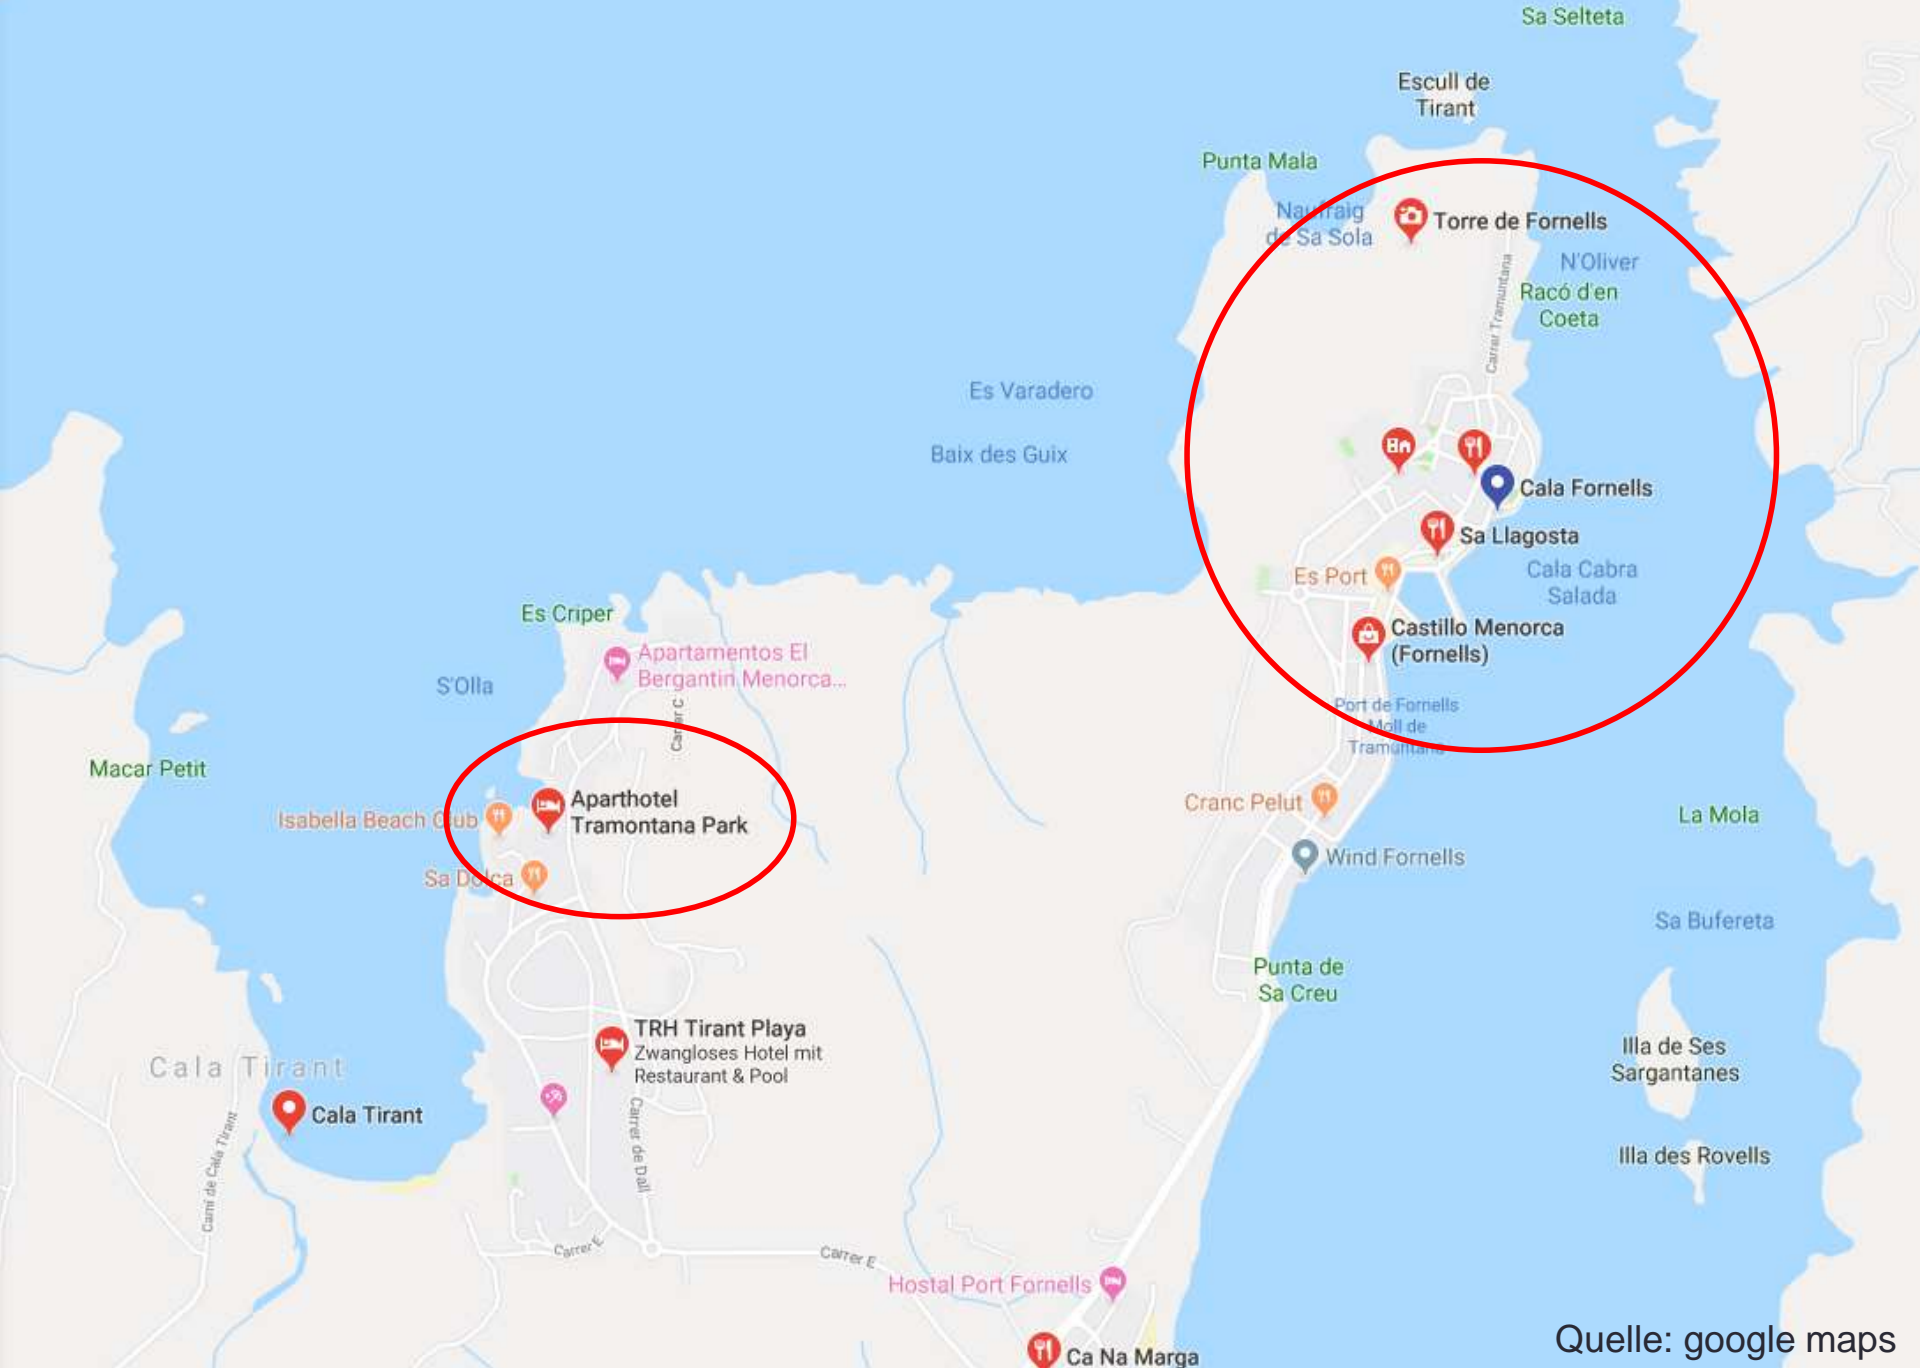 Sa Selteta
Escull de
Tirant
Punta Mala
Naufraig
de Sa Sola
Torre de Fornells
N'Oliver
Racó d'en
Coeta
Carrer Tramuntana
Es Varadero
Baix des Guix
Cala Fornells
Sa Llagosta
Es Port
Cala Cabra
Salada
Castillo Menorca
(Fornells)
Es Criper
Apartamentos El
Bergantin Menorca...
S'Olla
Carrer C
Port de Fornells
Moll de
Tramuntana
Macar Petit
Aparthotel
Tramontana Park
Isabella Beach Club
Sa Dolca
Cranc Pelut
La Mola
Wind Fornells
Sa Bufereta
Punta de
Sa Creu
TRH Tirant Playa
Zwangloses Hotel mit
Restaurant & Pool
Illa de Ses
Sargantanes
Cala Tirant
Cala Tirant
Camí de Cala Tirant
Carrer de Dalt
Illa des Rovells
Carrer E
Carrer E
Hostal Port Fornells
Ca Na Marga
Quelle: google maps